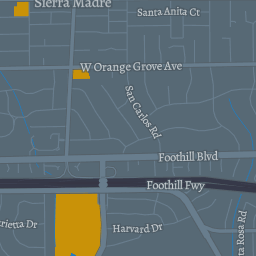 Sierra Madre
Santa Anita Ct
W Orange Grove Ave
San Carlos Rd
Foothill Blvd
Foothill Fwy
Harvard Dr